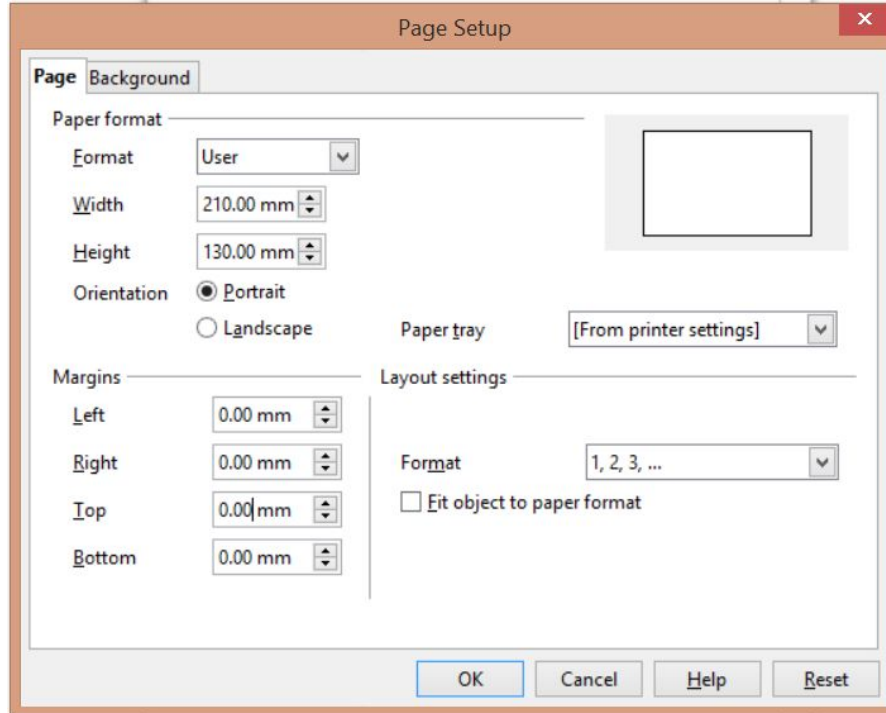 Page Setup
Page Background
Paper format
Format User
Width 210.00 mm
Height 130.00 mm
Orientation Portrait
Landscape Paper tray [From printer settings]
Margins Layout settings
Left 0.00 mm
Right 0.00 mm Format 1, 2, 3, ...
Top 0.00 mm Fit object to paper format
Bottom 0.00 mm
OK Cancel Help Reset